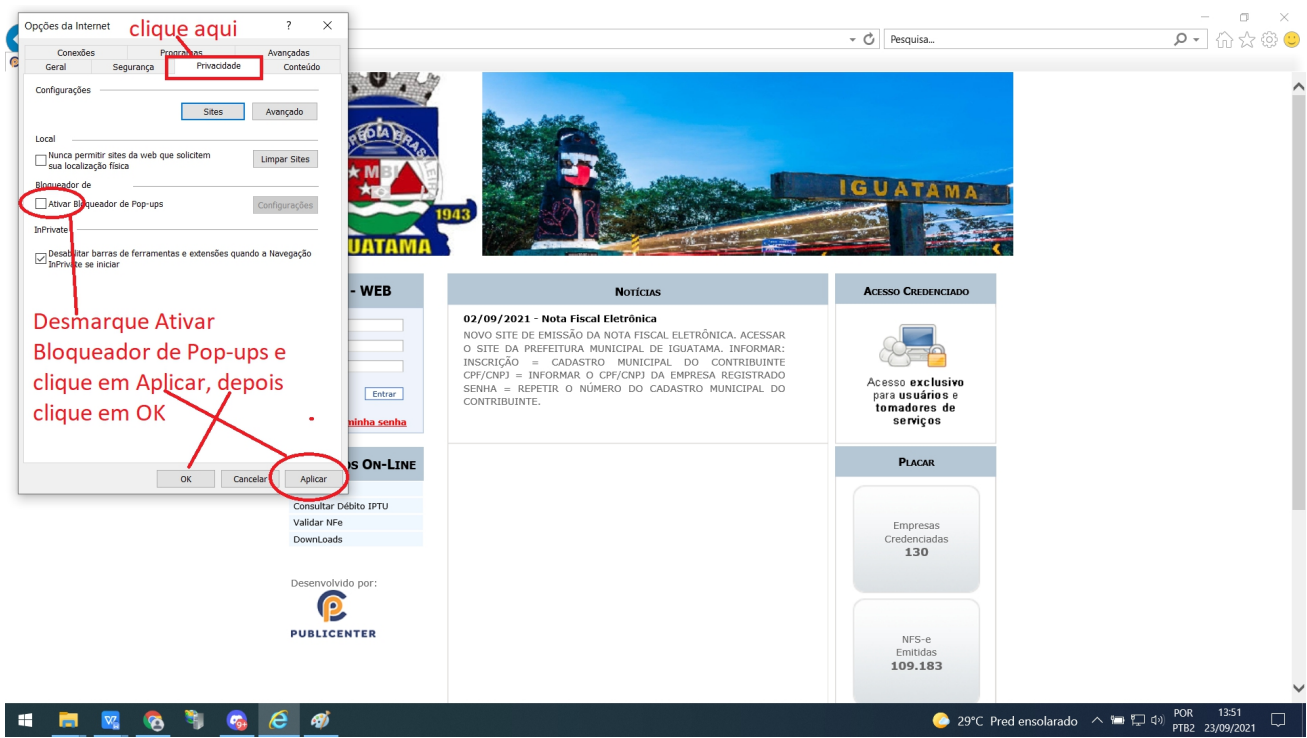 Opções da Internet
clique aqui
?
Conexões
Programas
Avançadas
Geral
Segurança
Privacidade
Conteúdo
Configurações
Sites
Avançado
Local
Nunca permitir sites da web que solicitem
sua localização física
Limpar Sites
Bloqueador de
Ativar Bloqueador de Pop-ups
Configurações
InPrivate
Desabilitar barras de ferramentas e extensões quando a Navegação
InPrivate se iniciar
Desmarque Ativar
Bloqueador de Pop-ups e
clique em Aplicar, depois
clique em OK
OK
Cancelar
Aplicar
Pesquisa...
1943
IGUATAMA
- WEB
Entrar
minha senha
On-Line
Consultar Débito IPTU
Validar NFe
DownLoads
Desenvolvido por:
PUBLICENTER
Notícias
02/09/2021 - Nota Fiscal Eletrônica
NOVO SITE DE EMISSÃO DA NOTA FISCAL ELETRÔNICA. ACESSAR
O SITE DA PREFEITURA MUNICIPAL DE IGUATAMA. INFORMAR:
INSCRIÇÃO = CADASTRO MUNICIPAL DO CONTRIBUINTE
CPF/CNPJ = INFORMAR O CPF/CNPJ DA EMPRESA REGISTRADO
SENHA = REPETIR O NÚMERO DO CADASTRO MUNICIPAL DO
CONTRIBUINTE.
Acesso Credenciado
Acesso exclusivo
para usuários e
tomadores de
serviços
Placar
Empresas
Credenciadas
130
NFS-e
Emitidas
109.183
29°C Pred ensolarado
POR
PTB2
13:51
23/09/2021